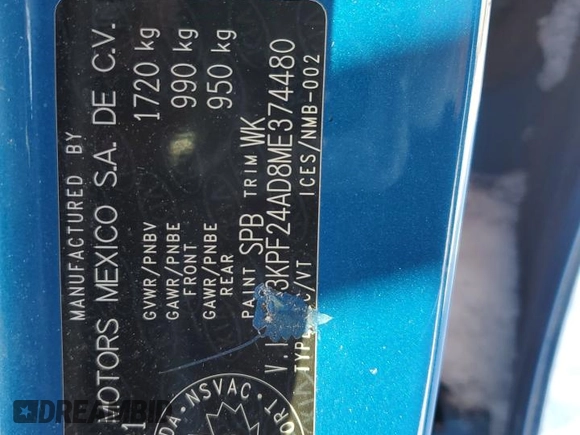 MANUFACTURED BY
MOTORS MEXICO S.A. DE C.V.
GVWR/PNBV 1720 kg
GAWR/PNBE FRONT 990 kg
GAWR/PNBE REAR 950 kg
PAINT SPB TRIM WK
3KPF24AD8ME374480
ICES/NMB-002
NSVAC
DREAMBID